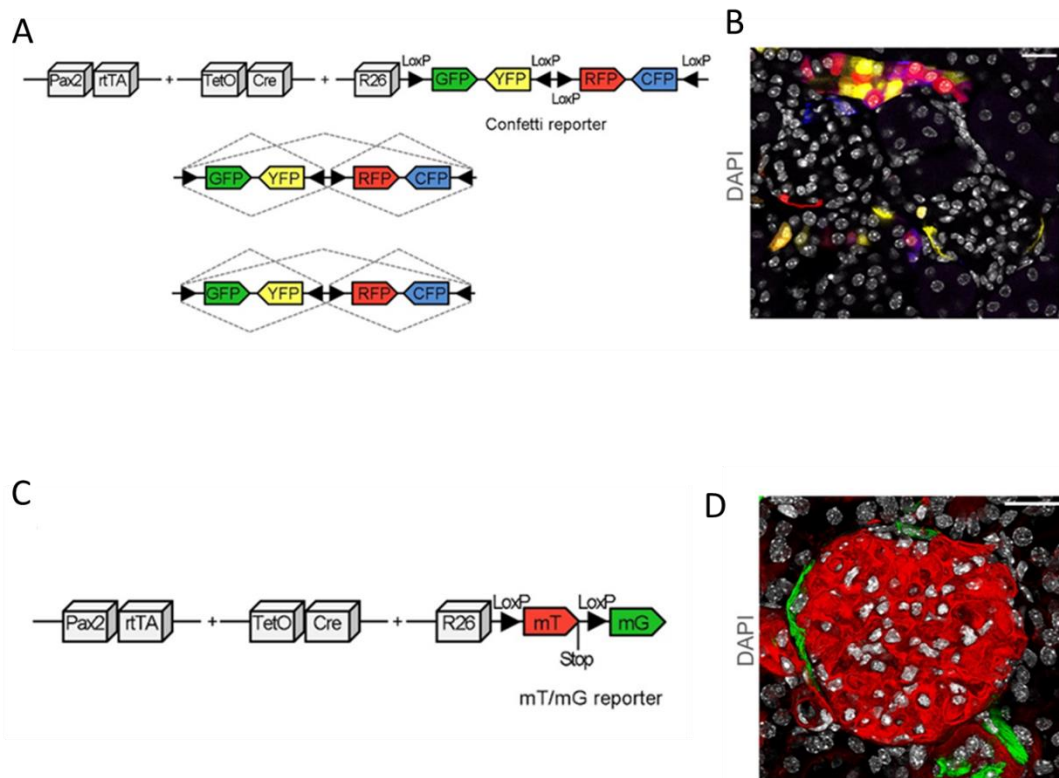 A
B
LoxP LoxP
Pax2 rtTA + TetO Cre + R26 GFP YFP RFP CFP LoxP
LoxP
Confetti reporter
GFP YFP RFP CFP
GFP YFP RFP CFP
DAPI
C
D
LoxP LoxP
Pax2 rtTA + TetO Cre + R26 mT mG
Stop
mT/mG reporter
DAPI